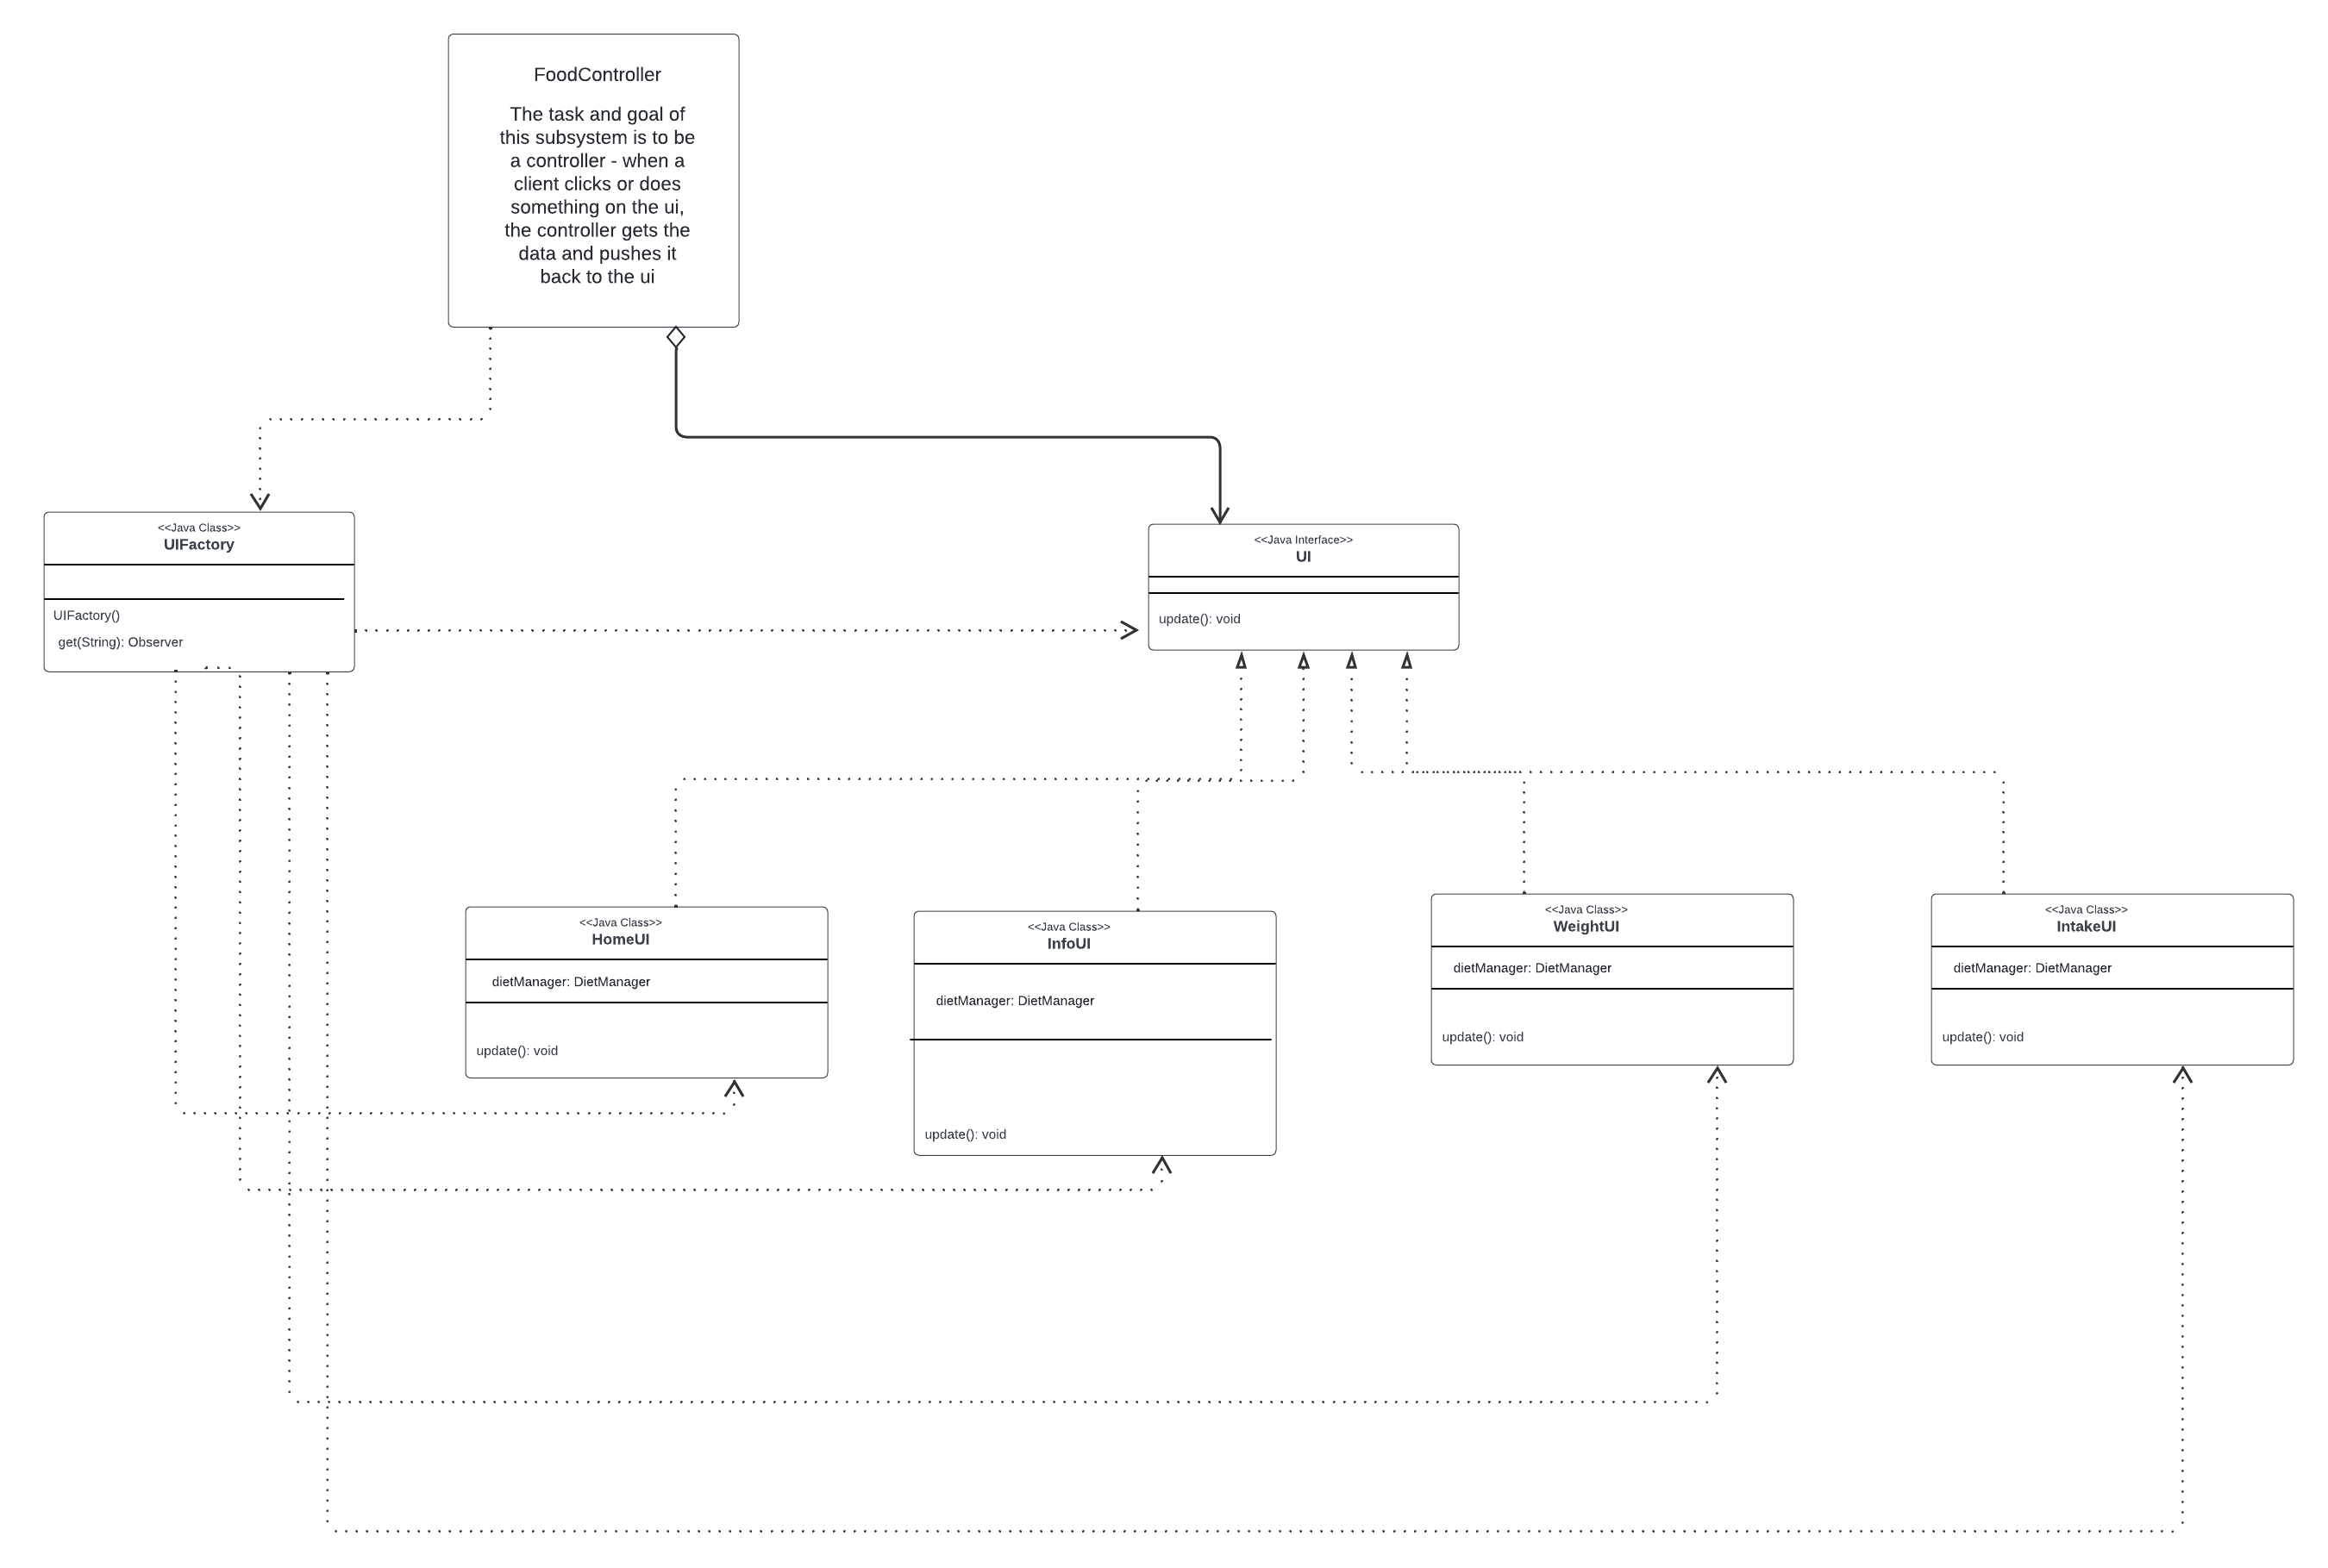 FoodController
The task and goal of
this subsystem is to be
a controller - when a
client clicks or does
something on the ui,
the controller gets the
data and pushes it
back to the ui
<<Java Class>>
UIFactory
UIFactory()
get(String): Observer
<<Java Interface>>
UI
update(): void
<<Java Class>>
HomeUI
dietManager: DietManager
update(): void
<<Java Class>>
InfoUI
dietManager: DietManager
update(): void
<<Java Class>>
WeightUI
dietManager: DietManager
update(): void
<<Java Class>>
IntakeUI
dietManager: DietManager
update(): void